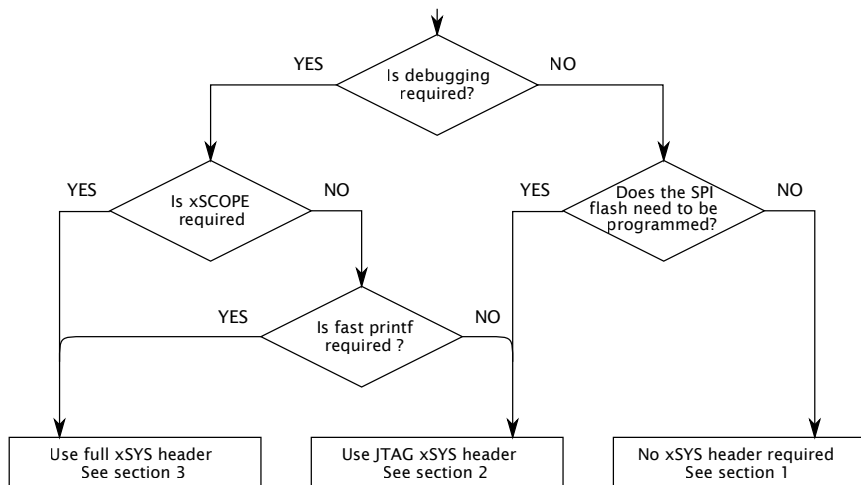 YES
Is debugging
required?
NO
YES
Is xSCOPE
required
NO
YES
Does the SPI
flash need to be
programmed?
NO
YES
Is fast printf
required ?
NO
Use full xSYS header
See section 3
Use JTAG xSYS header
See section 2
No xSYS header required
See section 1